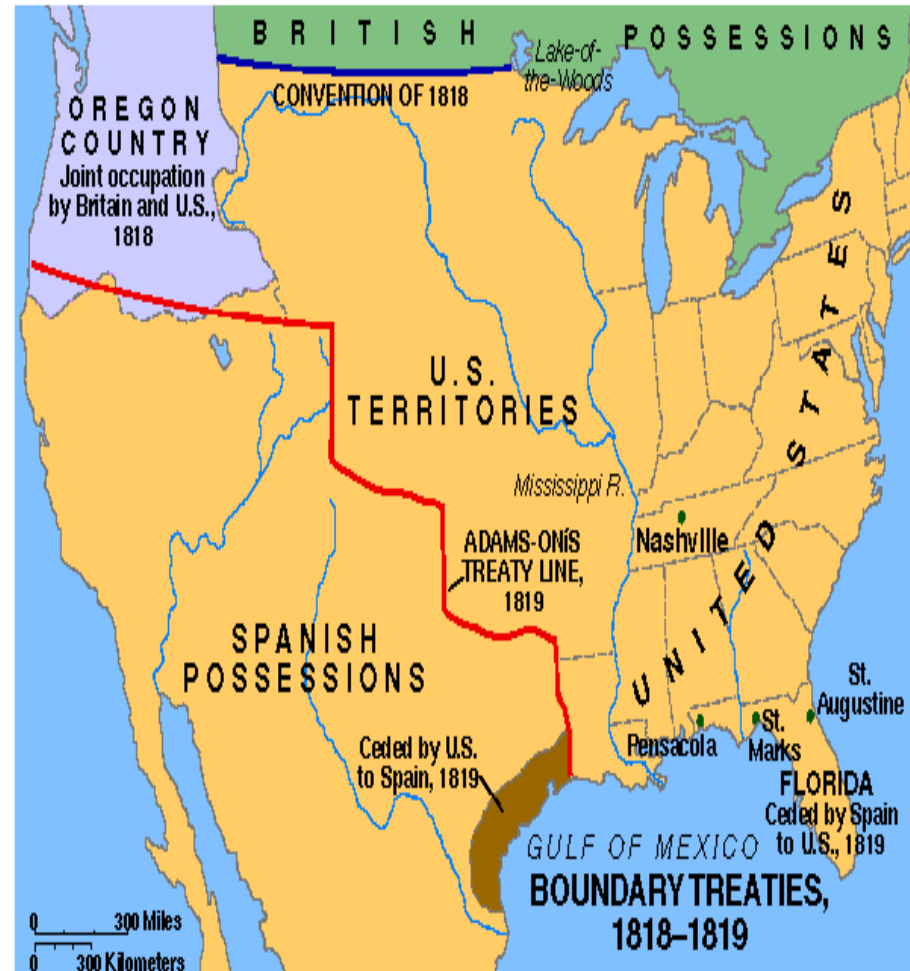 BRITISH POSSESSIONS
Lake-of-
the-Woods
CONVENTION OF 1818
OREGON
COUNTRY
Joint occupation
by Britain and U.S.,
1818
U.S.
TERRITORIES
Mississippi R.
Nashville
UNITED STATES
ADAMS-ONíS
TREATY LINE,
1819
SPANISH
POSSESSIONS
Ceded by U.S.
to Spain, 1819
Pensacola
St.
Marks
St.
Augustine
FLORIDA
Ceded by Spain
to U.S., 1819
GULF OF MEXICO
BOUNDARY TREATIES,
1818–1819
0 300 Miles
0 300 Kilometers